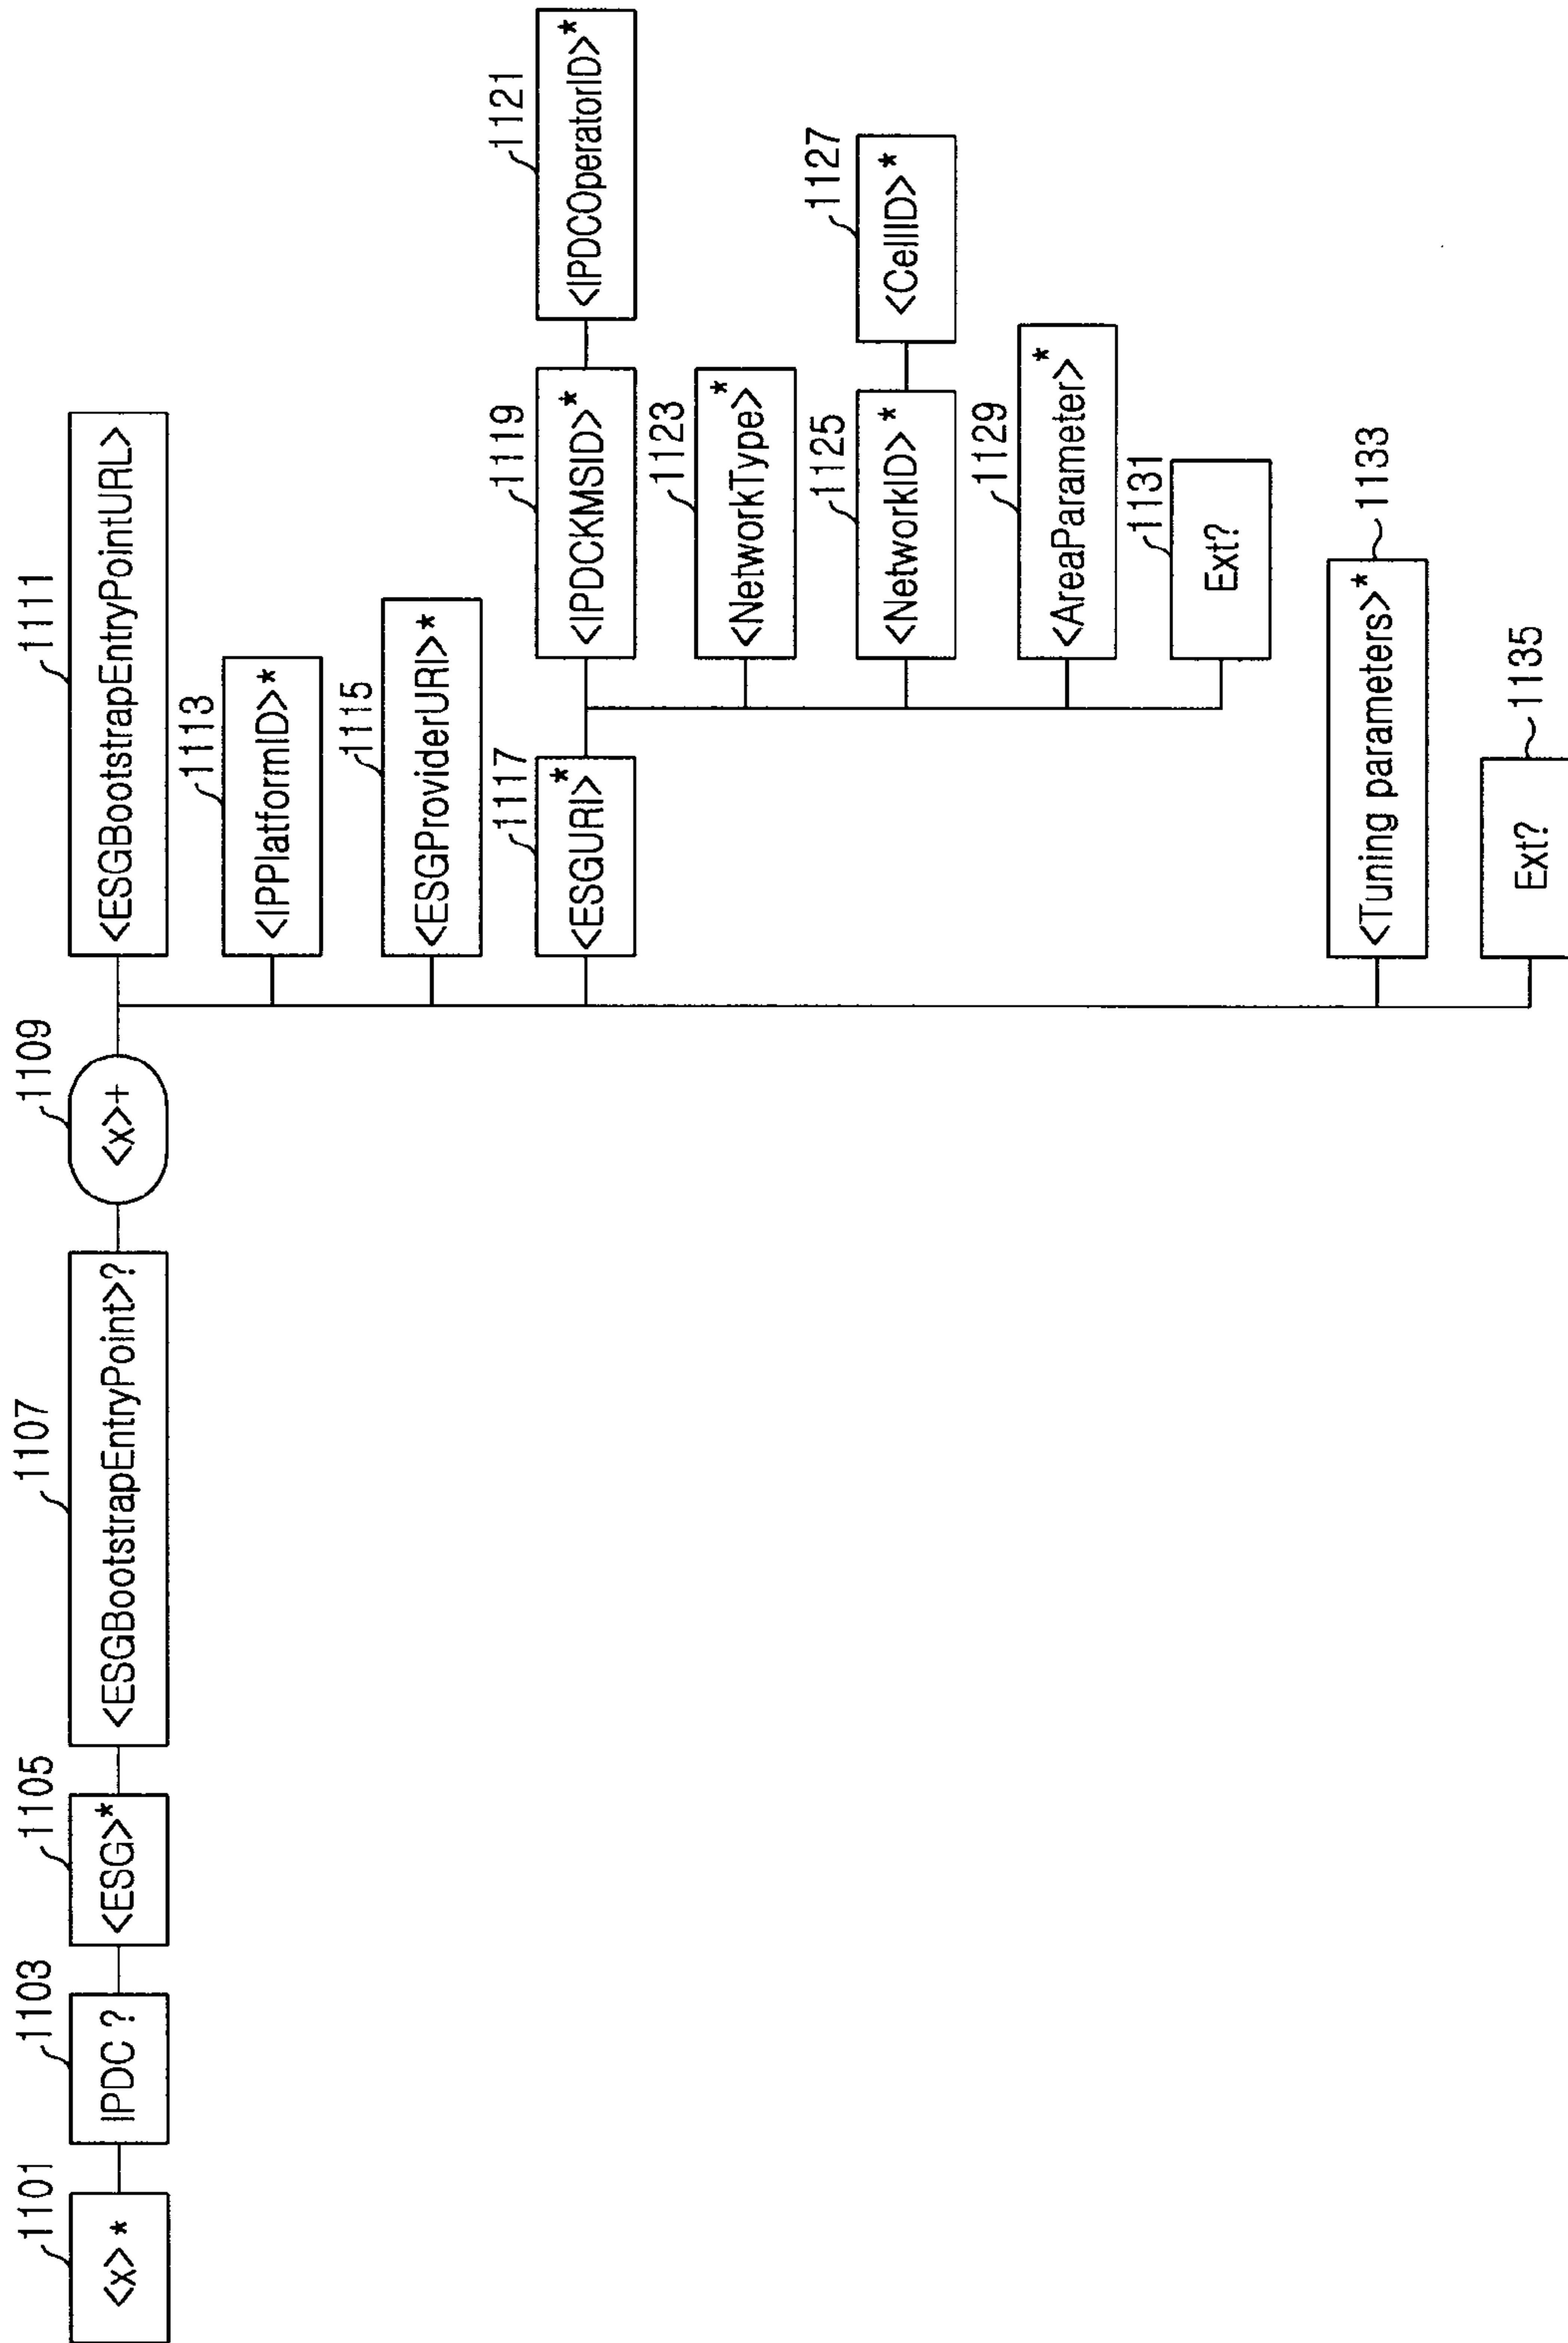 1101
<x> *
1103
IPDC ?
1105
<ESG>*
1107
<ESGBootstrapEntryPoint>?
1109
<x>+
1111
<ESGBootstrapEntryPointURL>
1113
<IPPlatformID>*
1115
<ESGProviderURI>*
1117
<ESGURI>*
1119
<IPDCKMSID>*
1121
<IPDCOperatorID>*
1123
<NetworkType>*
1125
<NetworkID>*
1127
<CellID>*
1129
<AreaParameter>*
1131
Ext?
1133
<Tuning parameters>*
1135
Ext?